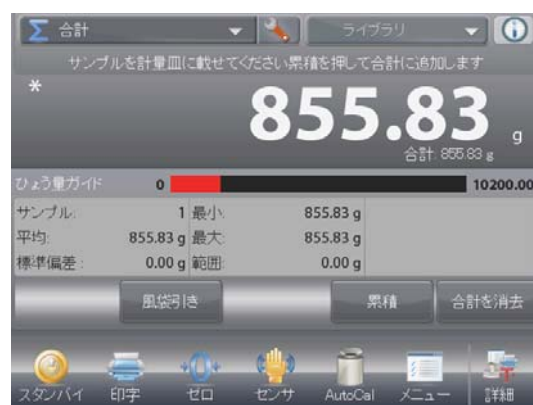 Σ 合計 ライブラリ
サンプルを計量皿に載せてください累積を押して合計に追加します
*
855.83 g
合計: 855.83 g
ひょう量ガイド 0 10200.00
サンプル: 1 最小: 855.83 g
平均: 855.83 g 最大: 855.83 g
標準偏差: 0.00 g 範囲: 0.00 g
風袋引き 累積 合計を消去
スタンバイ 印字 ゼロ センサ AutoCal メニュー 詳細